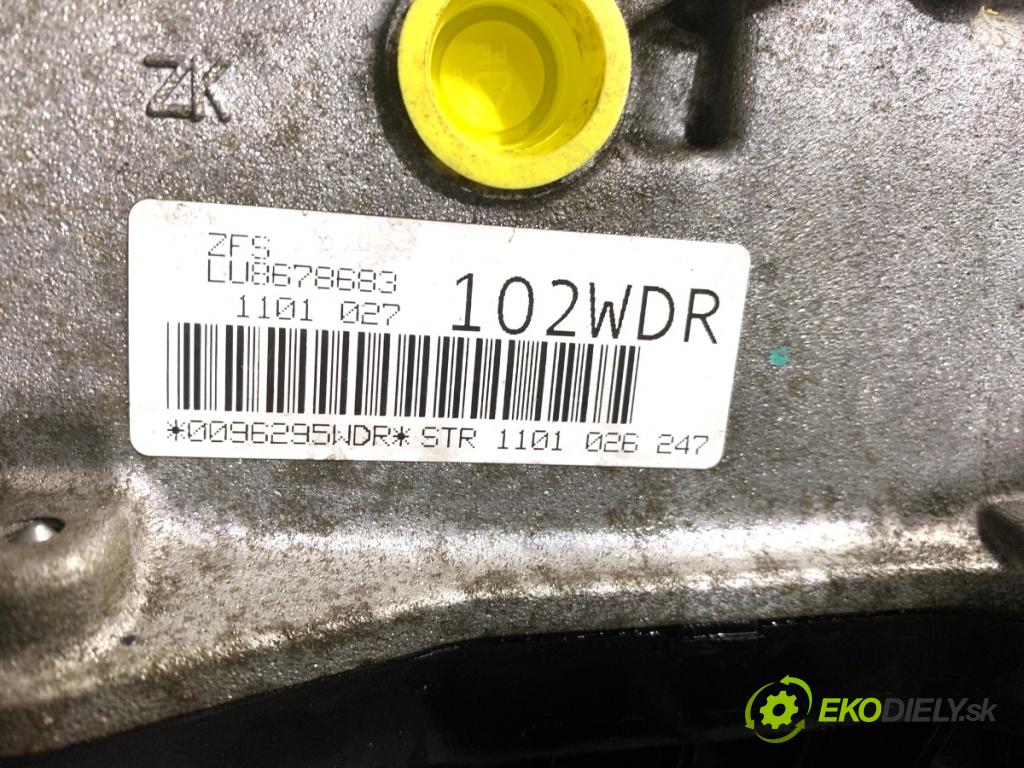 ZK
ZFS
LU8678683
1101 027
102WDR
*0096295WDR* STR 1101 026 247
EKODIELY.sk